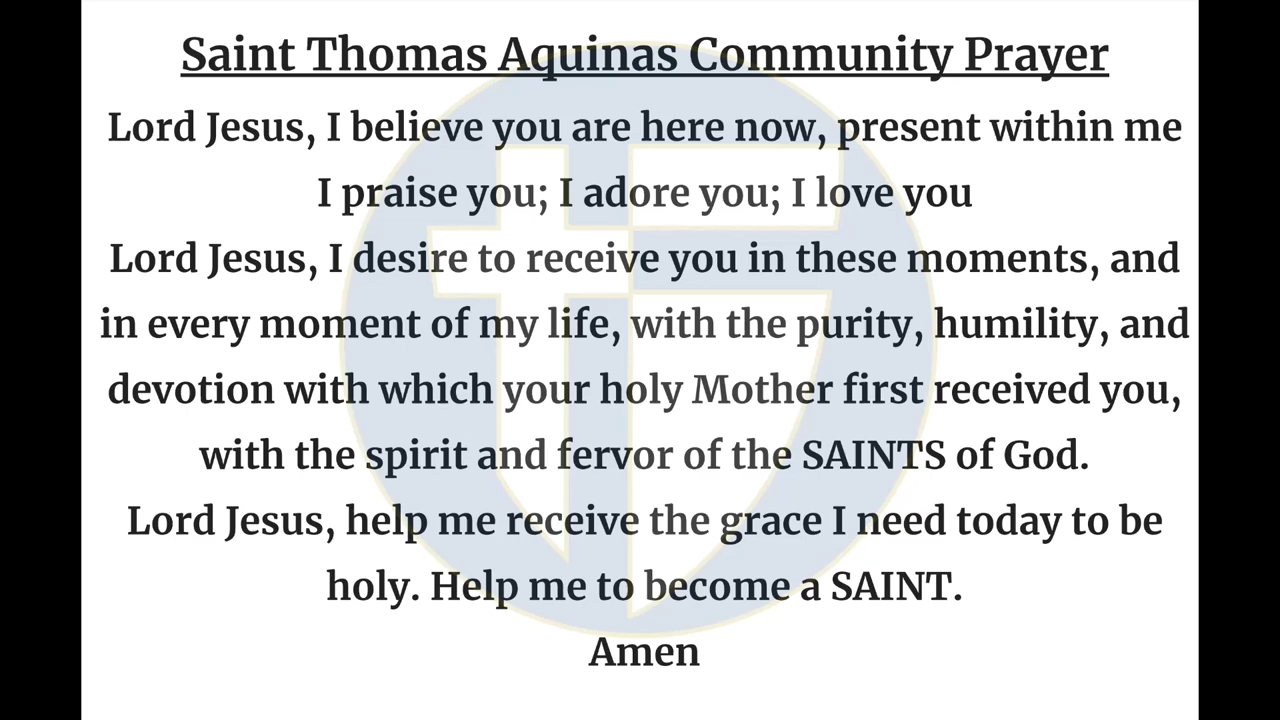 Saint Thomas Aquinas Community Prayer
Lord Jesus, I believe you are here now, present within me
I praise you; I adore you; I love you
Lord Jesus, I desire to receive you in these moments, and
in every moment of my life, with the purity, humility, and
devotion with which your holy Mother first received you,
with the spirit and fervor of the SAINTS of God.
Lord Jesus, help me receive the grace I need today to be
holy. Help me to become a SAINT.
Amen